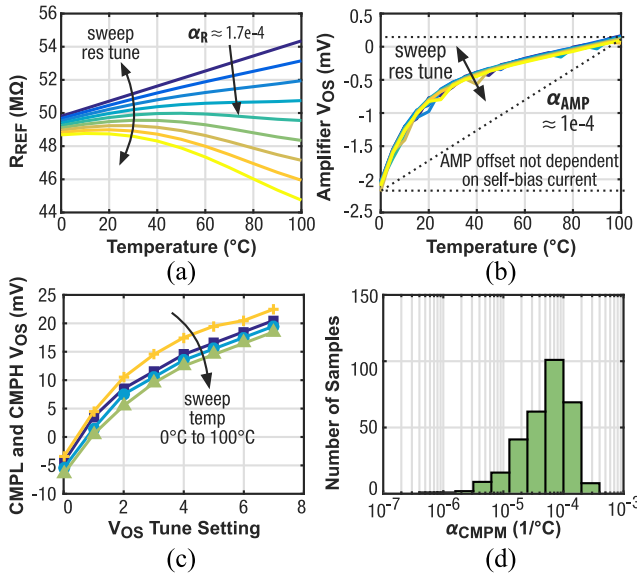 56
54
52
50
48
46
44
R_REF (MΩ)
sweep
res tune
α_R ≈ 1.7e-4
0 20 40 60 80 100
Temperature (°C)
(a)
0.5
0
-0.5
-1
-1.5
-2
-2.5
Amplifier V_OS (mV)
sweep
res tune
α_AMP
≈ 1e-4
AMP offset not dependent
on self-bias current
0 20 40 60 80 100
Temperature (°C)
(b)
25
20
15
10
5
0
-5
-10
CMPL and CMPH V_OS (mV)
sweep
temp
0°C to 100°C
0 2 4 6 8
V_OS Tune Setting
(c)
150
100
50
0
Number of Samples
10^-7 10^-6 10^-5 10^-4 10^-3
α_CMPM (1/°C)
(d)